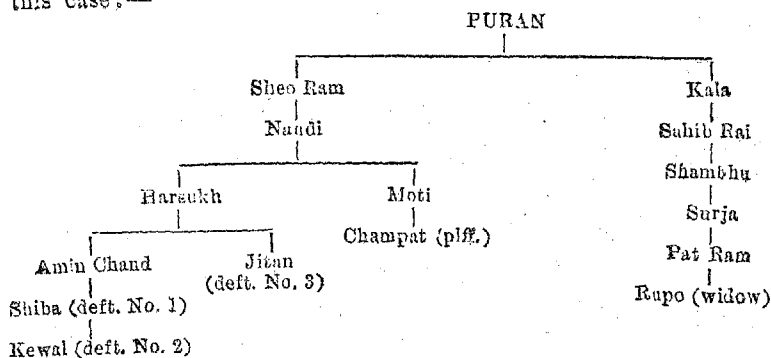 this case:—
PURAN
Sheo Ram Kala
Nandi Sahib Rai
Shambhu
Harsukh Moti
Surja
Champat (plff.)
Amin Chand Jitan Pat Ram
(deft. No. 3)
Shiba (deft. No. 1) Rupo (widow)
Kewal (deft. No. 2)